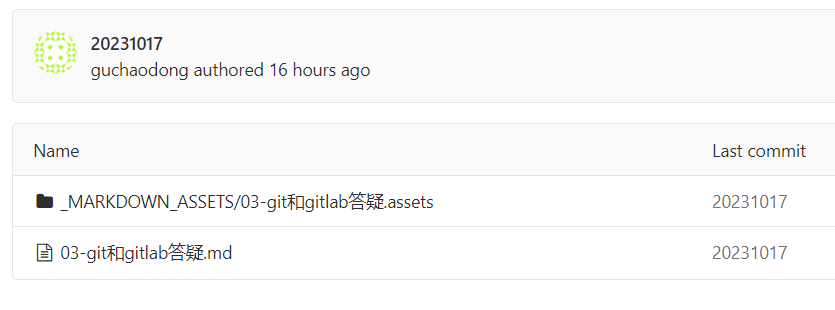 20231017
guchaodong authored 16 hours ago
Name Last commit
_MARKDOWN_ASSETS/03-git和gitlab答疑.assets 20231017
03-git和gitlab答疑.md 20231017